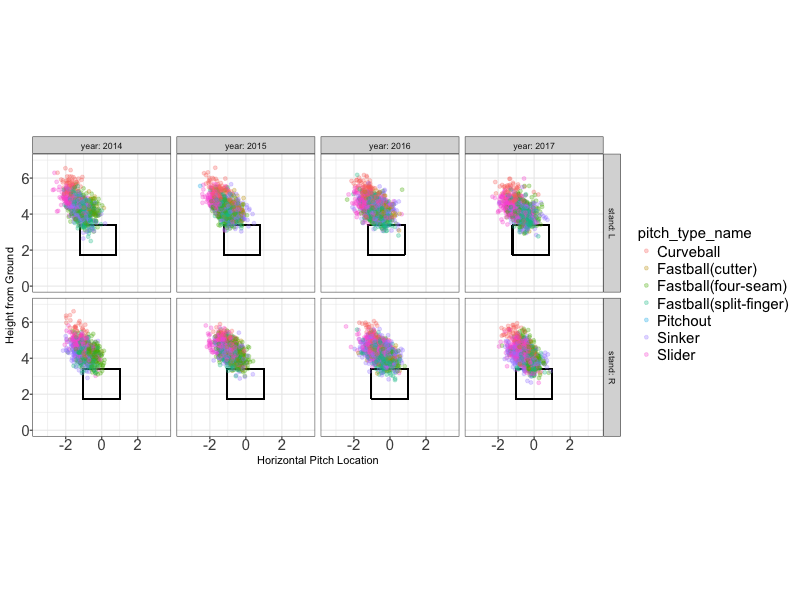 year: 2014
year: 2015
year: 2016
year: 2017
6
4
2
0
stand: L
6
4
2
0
stand: R
-2 0 2
-2 0 2
-2 0 2
-2 0 2
Height from Ground
Horizontal Pitch Location
pitch_type_name
Curveball
Fastball(cutter)
Fastball(four-seam)
Fastball(split-finger)
Pitchout
Sinker
Slider